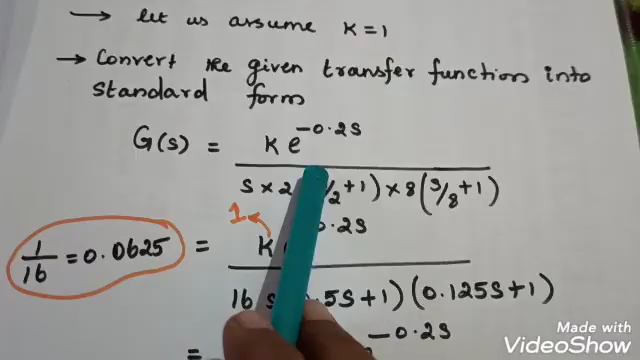 → let us assume K = 1
→ Convert the given transfer function into
standard form
G(s) = K e^-0.2s
s × 2 /2 + 1) × 8 (s/8 + 1)
1
1/16 = 0.0625 = K 0.2s
16 s .5s + 1) (0.125s + 1)
= -0.2s
Made with
VideoShow